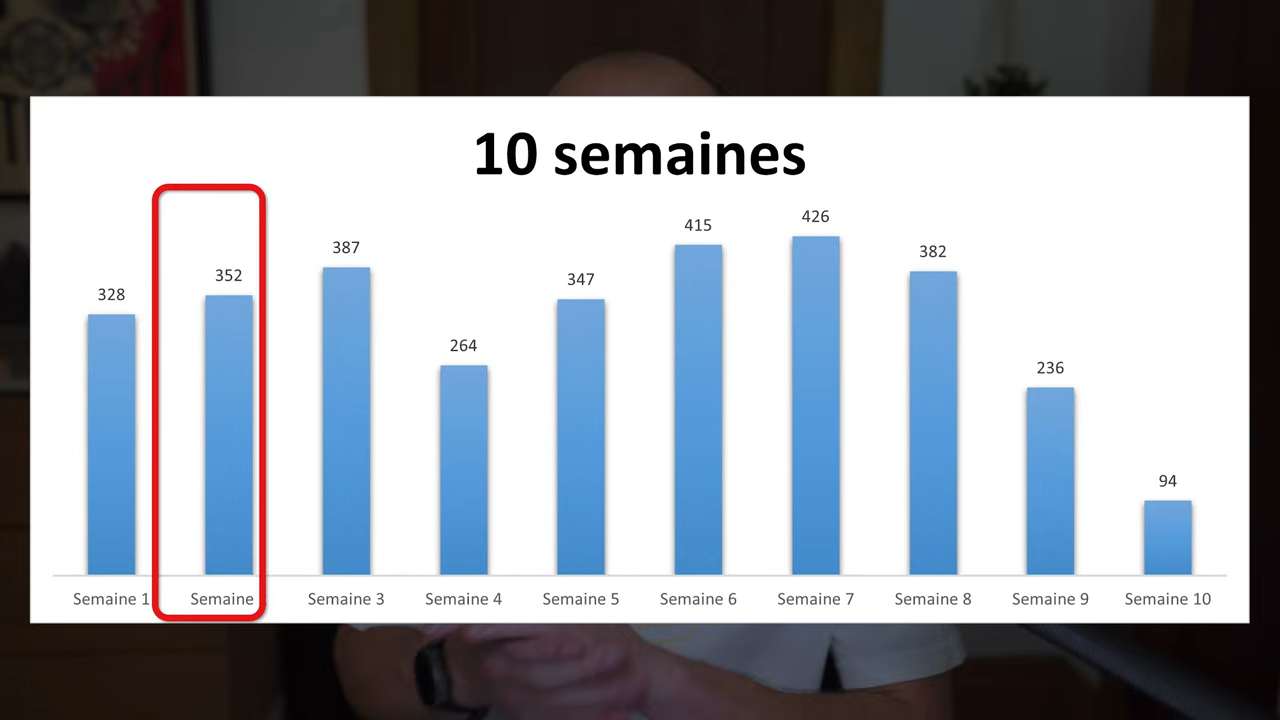 10 semaines
328
352
387
264
347
415
426
382
236
94
Semaine 1
Semaine
Semaine 3
Semaine 4
Semaine 5
Semaine 6
Semaine 7
Semaine 8
Semaine 9
Semaine 10